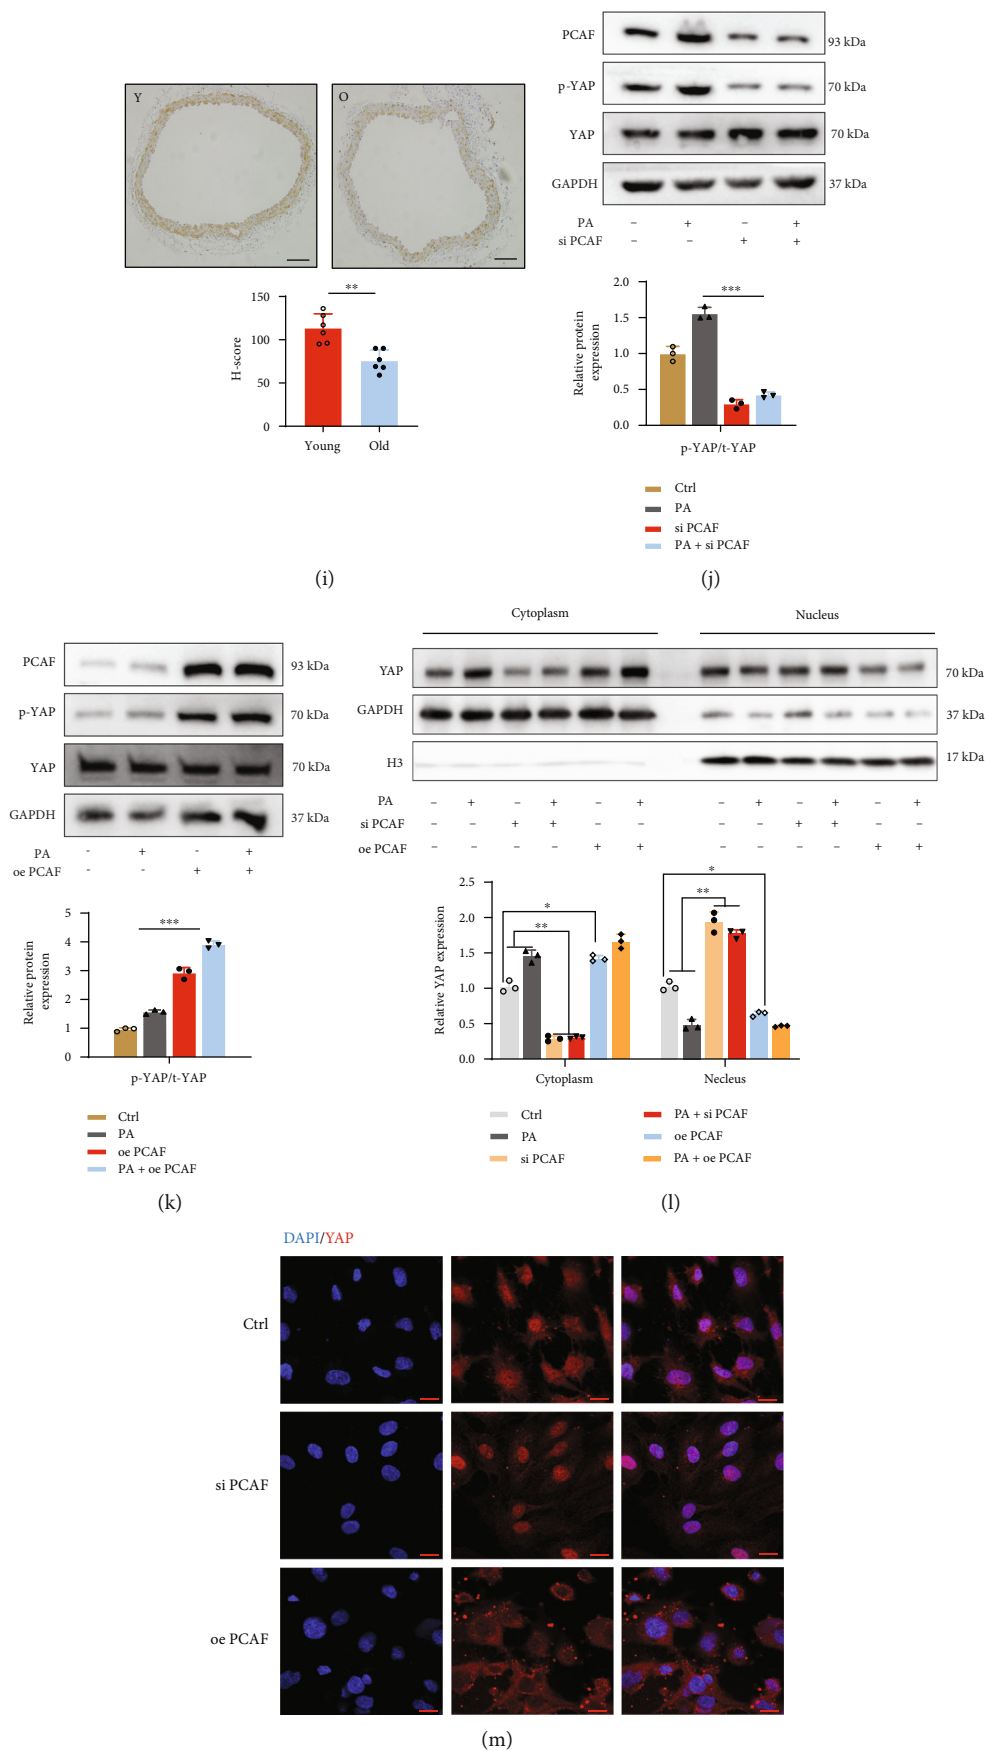 Y
O
**
150
100
50
0
H-score
Young
Old
(i)
PCAF
93 kDa
p-YAP
70 kDa
YAP
70 kDa
GAPDH
37 kDa
PA – + – +
si PCAF – – + +
2.0
1.5
1.0
0.5
0.0
***
Relative protein
expression
p-YAP/t-YAP
Ctrl
PA
si PCAF
PA + si PCAF
(j)
PCAF
93 kDa
p-YAP
70 kDa
YAP
70 kDa
GAPDH
37 kDa
PA - + - +
oe PCAF - - + +
5
4
3
2
1
0
***
Relative protein
expression
p-YAP/t-YAP
Ctrl
PA
oe PCAF
PA + oe PCAF
(k)
Cytoplasm
Nucleus
YAP
70 kDa
GAPDH
37 kDa
H3
17 kDa
PA – + – + – + – + – + – +
si PCAF – – + + – – – – + + – –
oe PCAF – – – – + + – – – – + +
2.5
2.0
1.5
1.0
0.5
0.0
*
**
*
**
Relative YAP expression
Cytoplasm
Necleus
Ctrl
PA
si PCAF
PA + si PCAF
oe PCAF
PA + oe PCAF
(l)
DAPI/YAP
Ctrl
si PCAF
oe PCAF
(m)